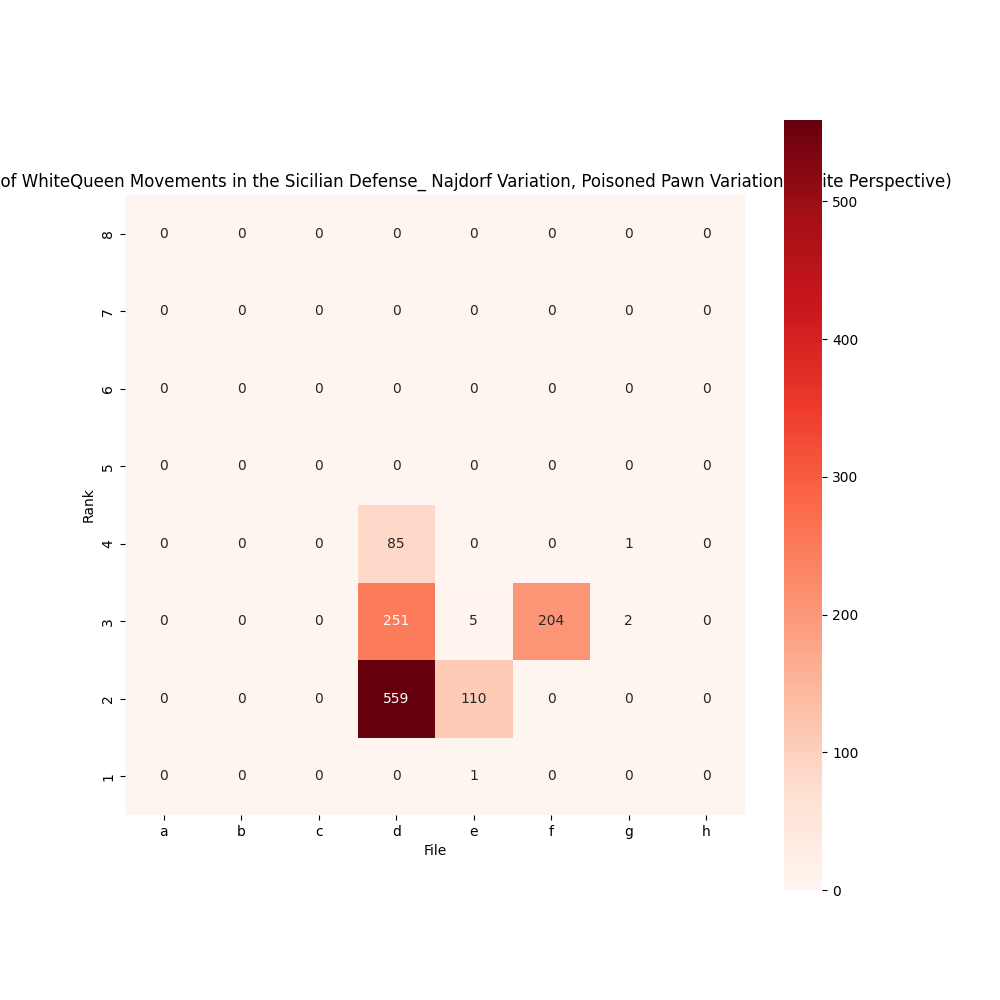 of WhiteQueen Movements in the Sicilian Defense_ Najdorf Variation, Poisoned Pawn Variation ite Perspective)
8 0 0 0 0 0 0 0 0
7 0 0 0 0 0 0 0 0
6 0 0 0 0 0 0 0 0
5 0 0 0 0 0 0 0 0
4 0 0 0 85 0 0 1 0
3 0 0 0 251 5 204 2 0
2 0 0 0 559 110 0 0 0
1 0 0 0 0 1 0 0 0
a b c d e f g h
File
Rank
500
400
300
200
100
0